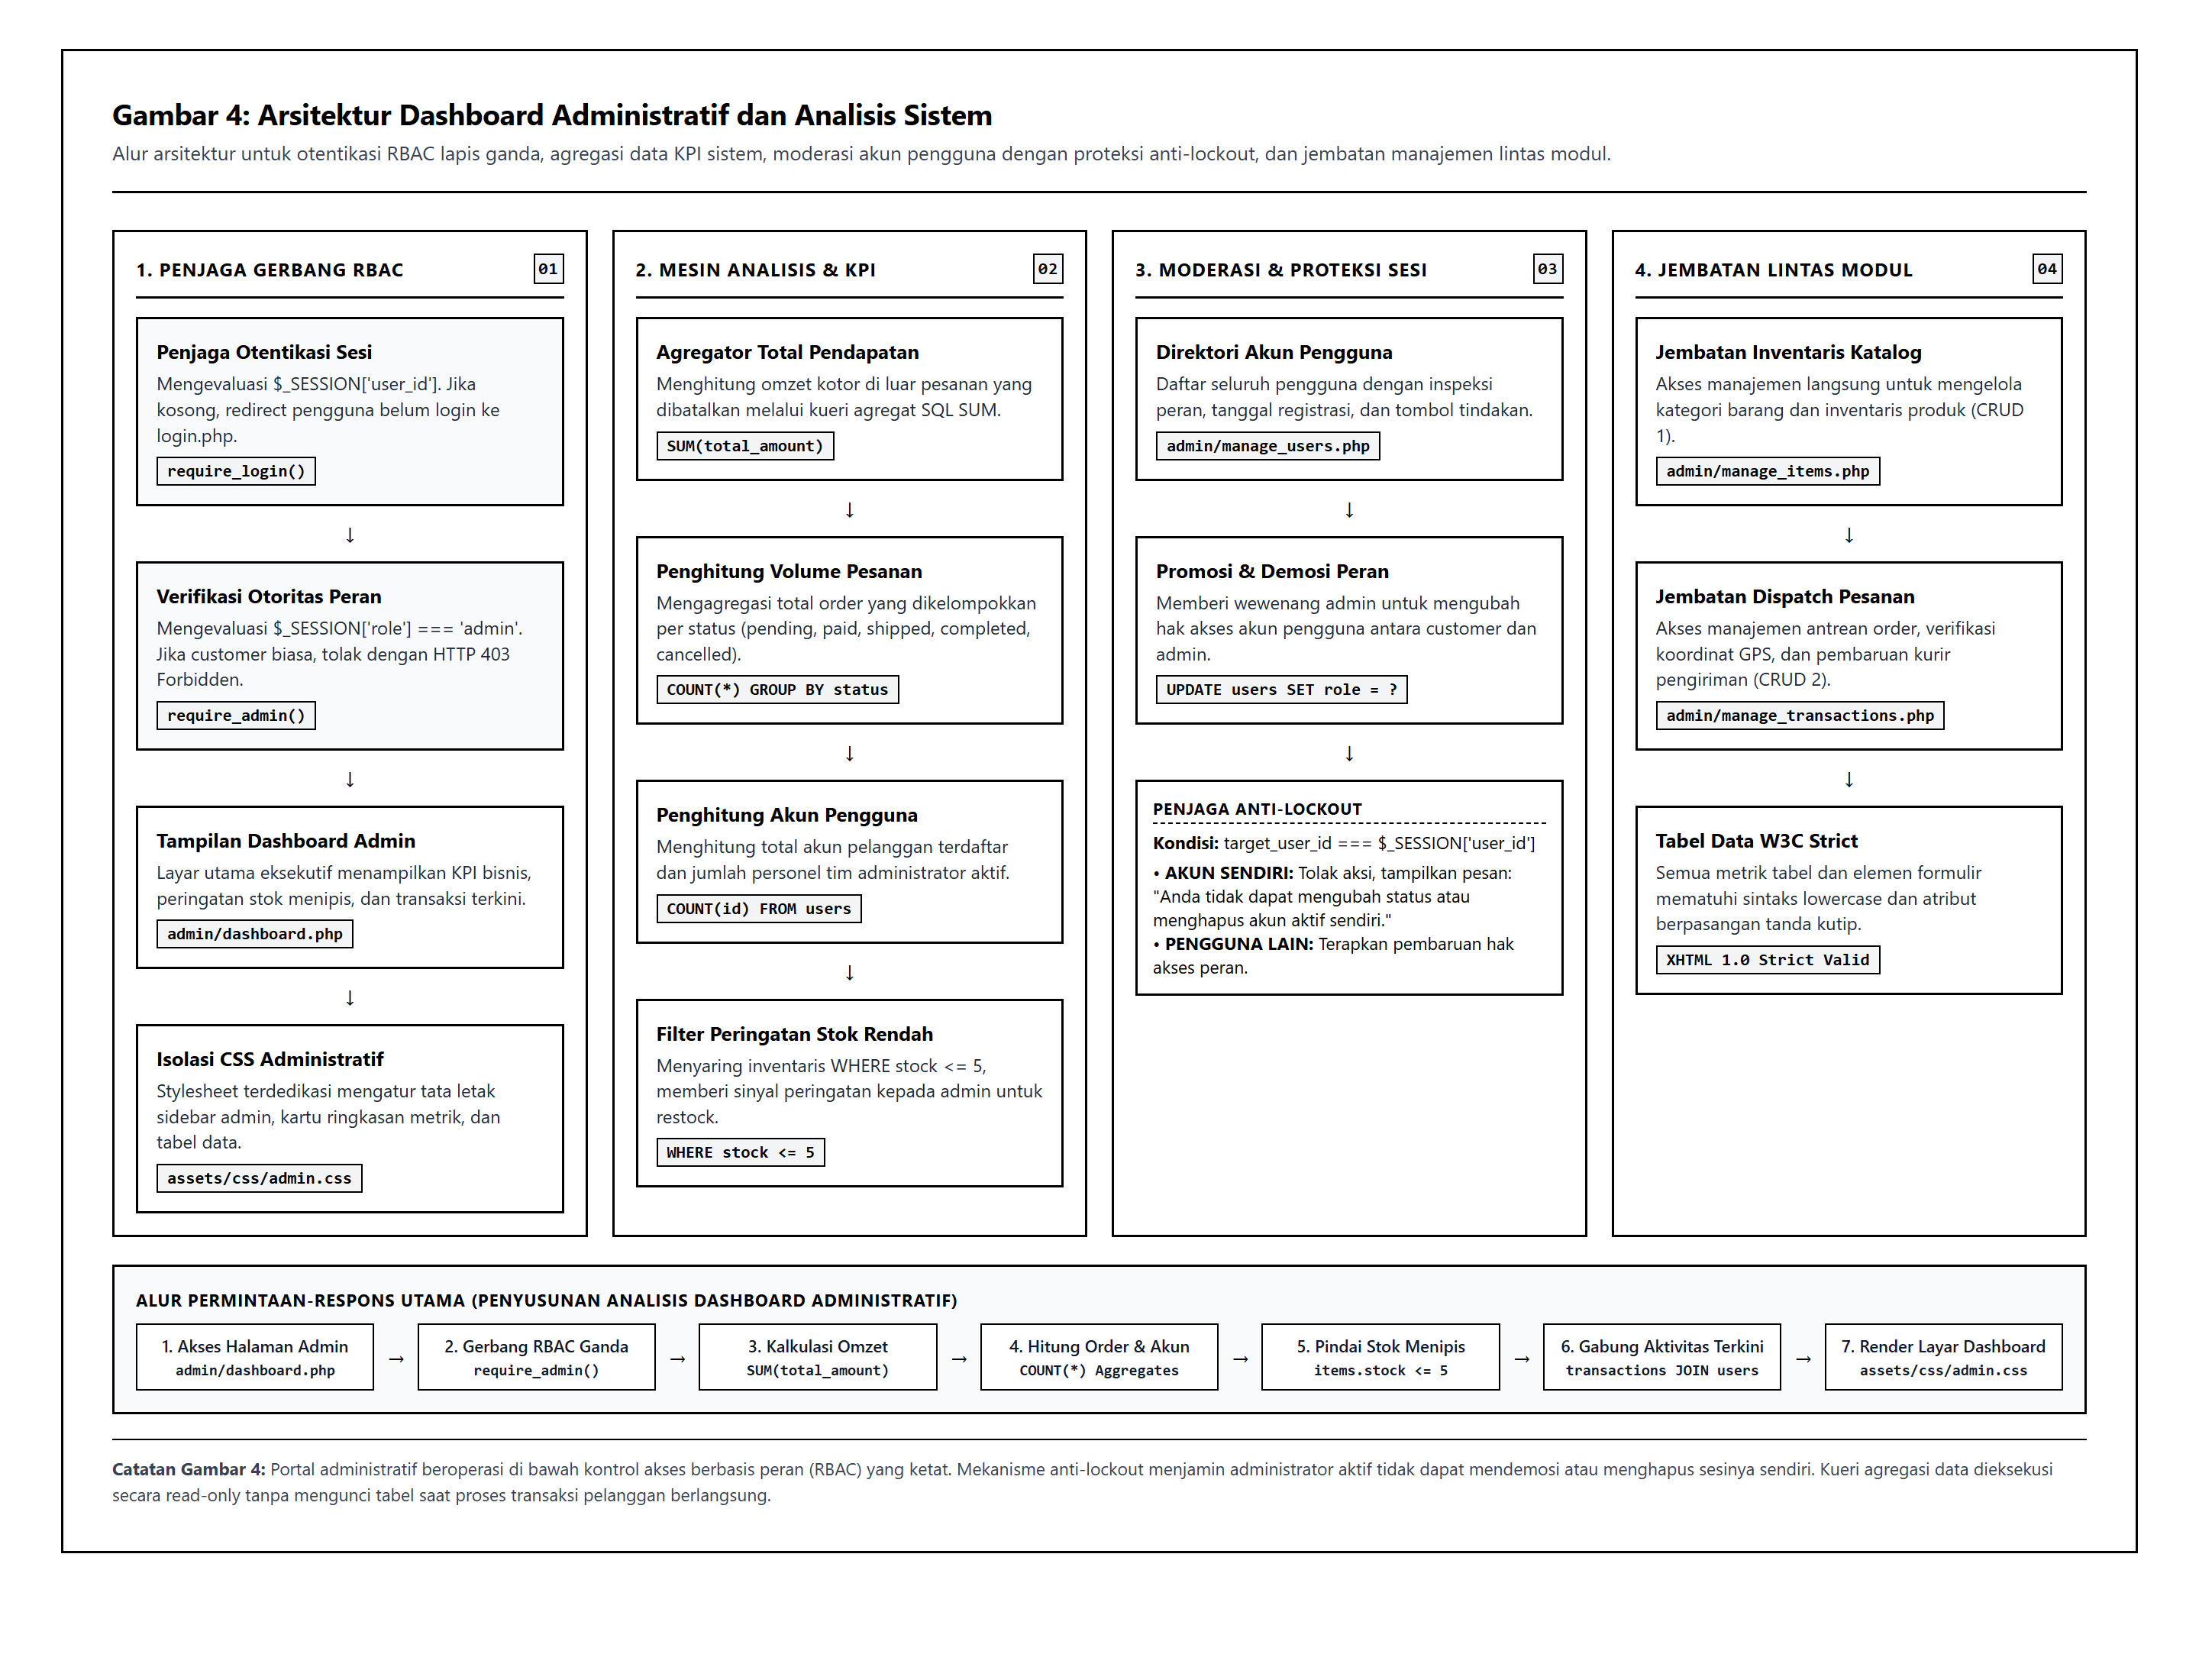 Gambar 4: Arsitektur Dashboard Administratif dan Analisis Sistem
Alur arsitektur untuk otentikasi RBAC lapis ganda, agregasi data KPI sistem, moderasi akun pengguna dengan proteksi anti-lockout, dan jembatan manajemen lintas modul.
1. PENJAGA GERBANG RBAC
01
Penjaga Otentikasi Sesi
Mengevaluasi $_SESSION['user_id']. Jika
kosong, redirect pengguna belum login ke
login.php.
require_login()
↓
Verifikasi Otoritas Peran
Mengevaluasi $_SESSION['role'] === 'admin'.
Jika customer biasa, tolak dengan HTTP 403
Forbidden.
require_admin()
↓
Tampilan Dashboard Admin
Layar utama eksekutif menampilkan KPI bisnis,
peringatan stok menipis, dan transaksi terkini.
admin/dashboard.php
↓
Isolasi CSS Administratif
Stylesheet terdedikasi mengatur tata letak
sidebar admin, kartu ringkasan metrik, dan
tabel data.
assets/css/admin.css
2. MESIN ANALISIS & KPI
02
Agregator Total Pendapatan
Menghitung omzet kotor di luar pesanan yang
dibatalkan melalui kueri agregat SQL SUM.
SUM(total_amount)
↓
Penghitung Volume Pesanan
Mengagregasi total order yang dikelompokkan
per status (pending, paid, shipped, completed,
cancelled).
COUNT(*) GROUP BY status
↓
Penghitung Akun Pengguna
Menghitung total akun pelanggan terdaftar
dan jumlah personel tim administrator aktif.
COUNT(id) FROM users
↓
Filter Peringatan Stok Rendah
Menyaring inventaris WHERE stock <= 5,
memberi sinyal peringatan kepada admin untuk
restock.
WHERE stock <= 5
3. MODERASI & PROTEKSI SESI
03
Direktori Akun Pengguna
Daftar seluruh pengguna dengan inspeksi
peran, tanggal registrasi, dan tombol tindakan.
admin/manage_users.php
↓
Promosi & Demosi Peran
Memberi wewenang admin untuk mengubah
hak akses akun pengguna antara customer dan
admin.
UPDATE users SET role = ?
↓
PENJAGA ANTI-LOCKOUT
Kondisi: target_user_id === $_SESSION['user_id']
• AKUN SENDIRI: Tolak aksi, tampilkan pesan:
"Anda tidak dapat mengubah status atau
menghapus akun aktif sendiri."
• PENGGUNA LAIN: Terapkan pembaruan hak
akses peran.
4. JEMBATAN LINTAS MODUL
04
Jembatan Inventaris Katalog
Akses manajemen langsung untuk mengelola
kategori barang dan inventaris produk (CRUD
1).
admin/manage_items.php
↓
Jembatan Dispatch Pesanan
Akses manajemen antrean order, verifikasi
koordinat GPS, dan pembaruan kurir
pengiriman (CRUD 2).
admin/manage_transactions.php
↓
Tabel Data W3C Strict
Semua metrik tabel dan elemen formulir
mematuhi sintaks lowercase dan atribut
berpasangan tanda kutip.
XHTML 1.0 Strict Valid
ALUR PERMINTAAN-RESPONS UTAMA (PENYUSUNAN ANALISIS DASHBOARD ADMINISTRATIF)
1. Akses Halaman Admin
admin/dashboard.php
→
2. Gerbang RBAC Ganda
require_admin()
→
3. Kalkulasi Omzet
SUM(total_amount)
→
4. Hitung Order & Akun
COUNT(*) Aggregates
→
5. Pindai Stok Menipis
items.stock <= 5
→
6. Gabung Aktivitas Terkini
transactions JOIN users
→
7. Render Layar Dashboard
assets/css/admin.css
Catatan Gambar 4: Portal administratif beroperasi di bawah kontrol akses berbasis peran (RBAC) yang ketat. Mekanisme anti-lockout menjamin administrator aktif tidak dapat mendemosi atau menghapus sesinya sendiri. Kueri agregasi data dieksekusi
secara read-only tanpa mengunci tabel saat proses transaksi pelanggan berlangsung.